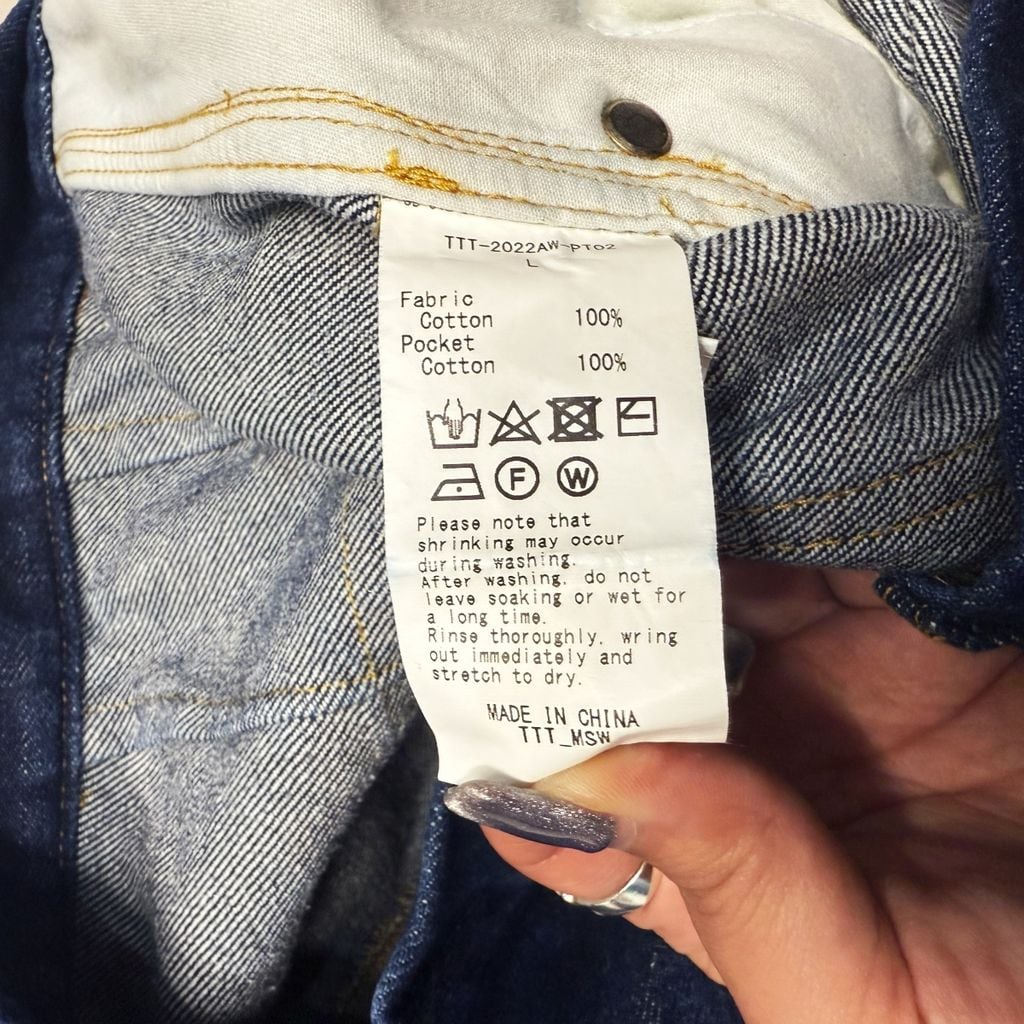 TTT-2022AW-PT02
L
Fabric
Cotton 100%
Pocket
Cotton 100%
F W
Please note that
shrinking may occur
during washing.
After washing, do not
leave soaking or wet for
a long time.
Rinse thoroughly, wring
out immediately and
stretch to dry.
MADE IN CHINA
TTT_MSW